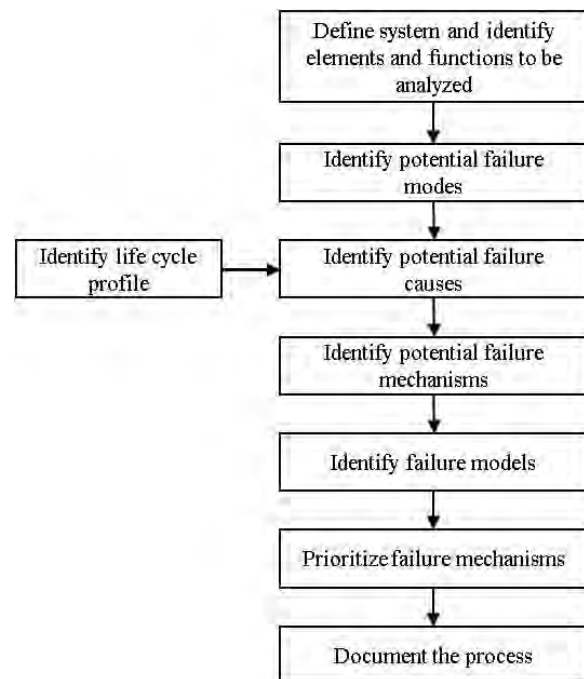 Define system and identify
elements and functions to be
analyzed
Identify potential failure
modes
Identify life cycle
profile
Identify potential failure
causes
Identify potential failure
mechanisms
Identify failure models
Prioritize failure mechanisms
Document the process